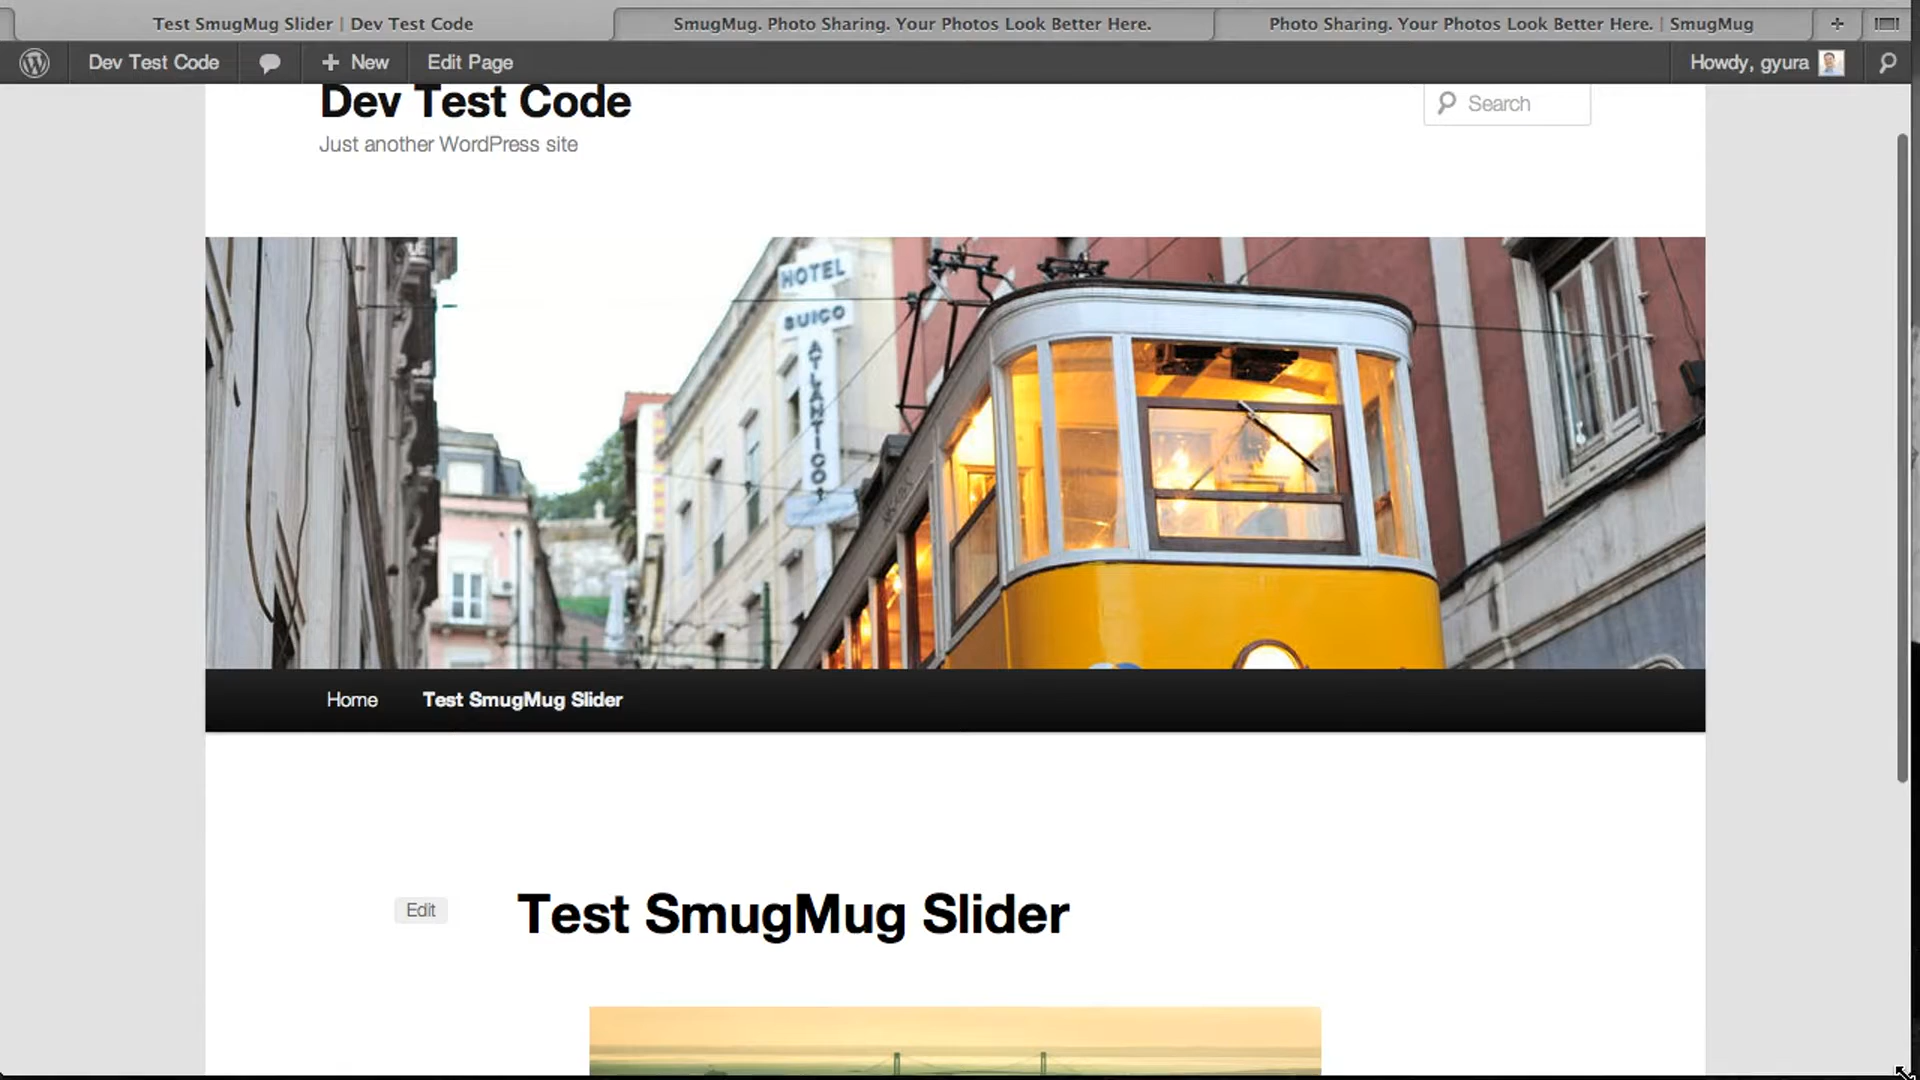 Test SmugMug Slider | Dev Test Code
SmugMug. Photo Sharing. Your Photos Look Better Here.
Photo Sharing. Your Photos Look Better Here. | SmugMug
Dev Test Code
New
Edit Page
Howdy, gyura
Dev Test Code
Search
Just another WordPress site
HOTEL
SUIÇO
ATLANTICO
Home
Test SmugMug Slider
Edit
Test SmugMug Slider